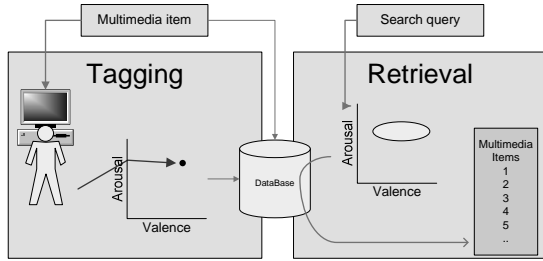 Multimedia item
Search query
Tagging
Retrieval
Arousal
Valence
DataBase
Arousal
Valence
Multimedia
Items
1
2
3
4
5
..